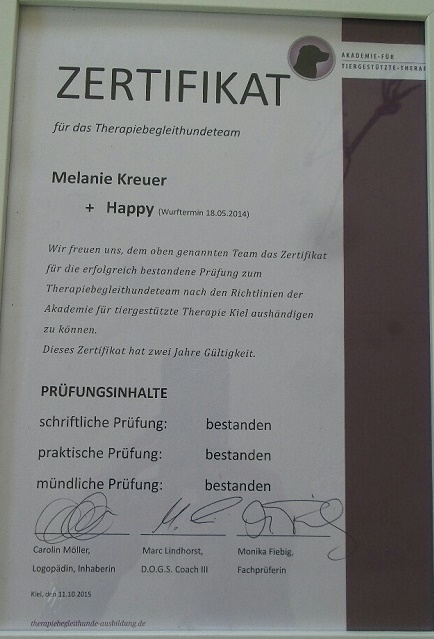 AKADEMIE-FÜR
TIERGESTÜTZTE-THERA
ZERTIFIKAT
für das Therapiebegleithundeteam
Melanie Kreuer
+ Happy (Wurftermin 18.05.2014)
Wir freuen uns, dem oben genannten Team das Zertifikat
für die erfolgreich bestandene Prüfung zum
Therapiebegleithundeteam nach den Richtlinien der
Akademie für tiergestützte Therapie Kiel aushändigen
zu können.
Dieses Zertifikat hat zwei Jahre Gültigkeit.
PRÜFUNGSINHALTE
schriftliche Prüfung: bestanden
praktische Prüfung: bestanden
mündliche Prüfung: bestanden
Carolin Möller, Marc Lindhorst, Monika Fiebig,
Logopädin, Inhaberin D.O.G.S. Coach III Fachprüferin
Kiel, den 11.10.2015
therapiebegleithunde-ausbildung.de